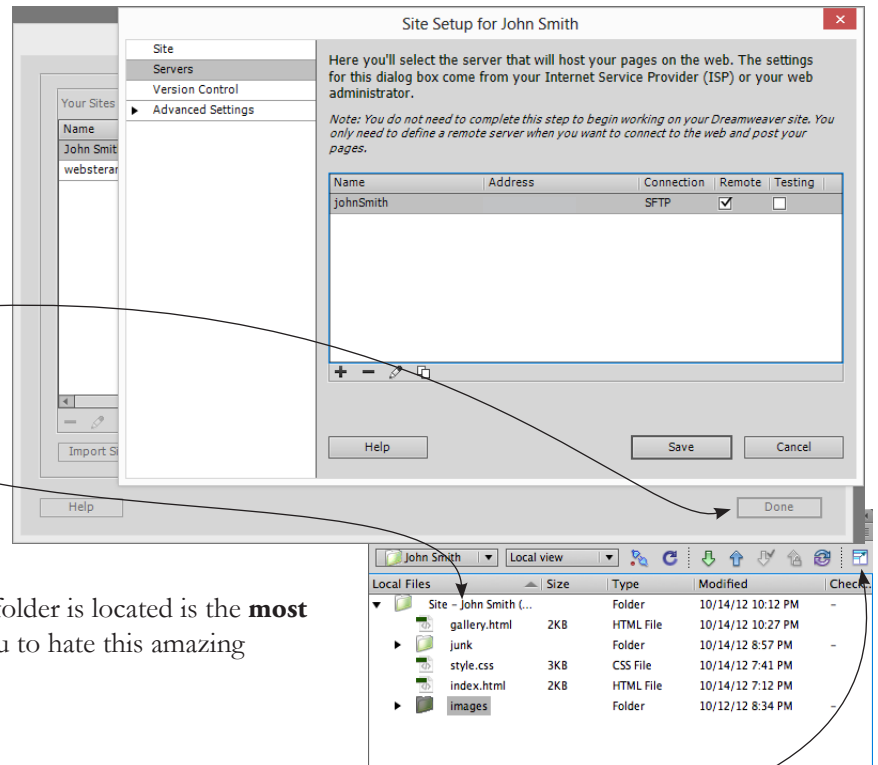 Site Setup for John Smith
Site
Servers
Version Control
Advanced Settings
Here you'll select the server that will host your pages on the web. The settings
for this dialog box come from your Internet Service Provider (ISP) or your web
administrator.
Note: You do not need to complete this step to begin working on your Dreamweaver site. You
only need to define a remote server when you want to connect to the web and post your
pages.
Name Address Connection Remote Testing
johnSmith SFTP
Help Save Cancel
Your Sites
Name
John Smit
webstera
Import Si
Help Done
folder is located is the most
u to hate this amazing
John Smith Local view
Local Files Size Type Modified Check..
Site – John Smith (... Folder 10/14/12 10:12 PM –
gallery.html 2KB HTML File 10/14/12 10:27 PM
junk Folder 10/14/12 8:57 PM –
style.css 3KB CSS File 10/14/12 7:41 PM
index.html 2KB HTML File 10/14/12 7:12 PM
images Folder 10/12/12 8:34 PM –